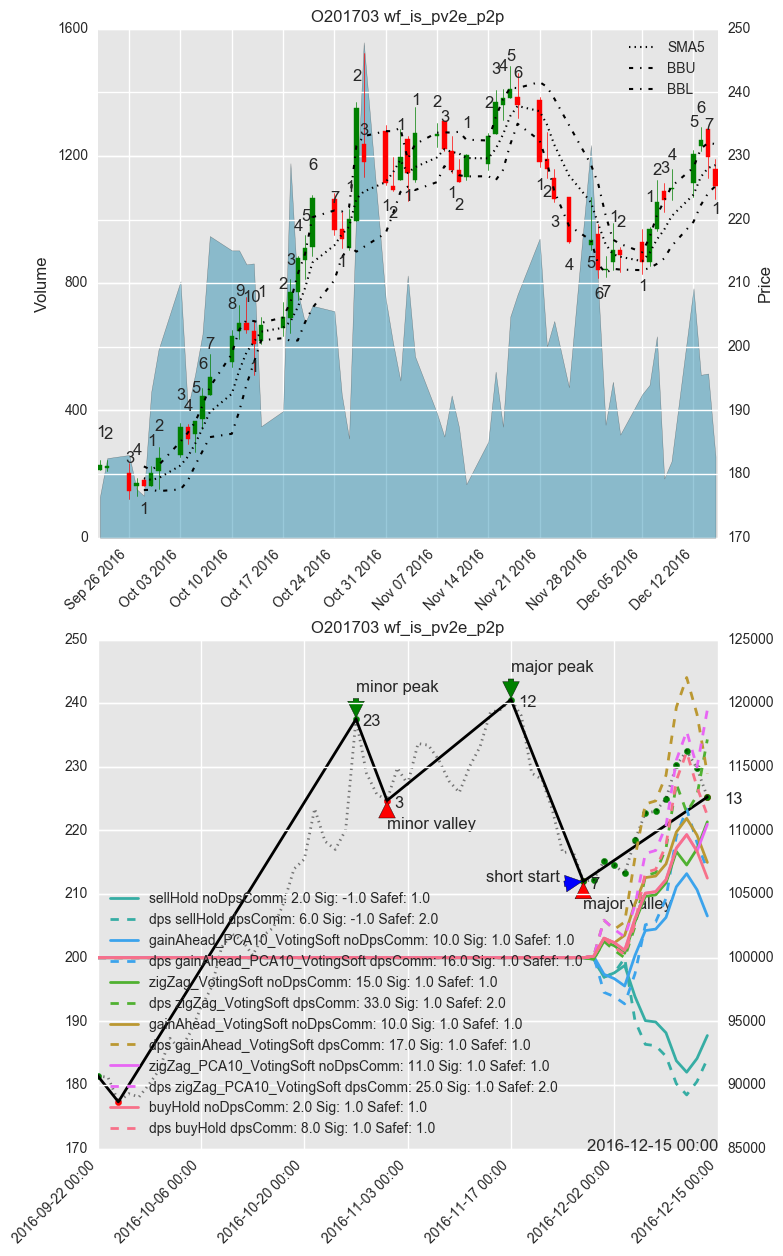 O201703 wf_is_pv2e_p2p
SMA5
BBU
BBL
1600
1200
800
400
0
Volume
250
240
230
220
210
200
190
180
170
Price
Sep 26 2016
Oct 03 2016
Oct 10 2016
Oct 17 2016
Oct 24 2016
Oct 31 2016
Nov 07 2016
Nov 14 2016
Nov 21 2016
Nov 28 2016
Dec 05 2016
Dec 12 2016
O201703 wf_is_pv2e_p2p
250
240
230
220
210
200
190
180
170
125000
120000
115000
110000
105000
100000
95000
90000
85000
minor peak
23
3
minor valley
major peak
12
short start
7
major valley
13
sellHold noDpsComm: 2.0 Sig: -1.0 Safef: 1.0
dps sellHold dpsComm: 6.0 Sig: -1.0 Safef: 2.0
gainAhead_PCA10_VotingSoft noDpsComm: 10.0 Sig: 1.0 Safef: 1.0
dps gainAhead_PCA10_VotingSoft dpsComm: 16.0 Sig: 1.0 Safef: 1.0
zigZag_VotingSoft noDpsComm: 15.0 Sig: 1.0 Safef: 1.0
dps zigZag_VotingSoft dpsComm: 33.0 Sig: 1.0 Safef: 2.0
gainAhead_VotingSoft noDpsComm: 10.0 Sig: 1.0 Safef: 1.0
dps gainAhead_VotingSoft dpsComm: 17.0 Sig: 1.0 Safef: 1.0
zigZag_PCA10_VotingSoft noDpsComm: 11.0 Sig: 1.0 Safef: 1.0
dps zigZag_PCA10_VotingSoft dpsComm: 25.0 Sig: 1.0 Safef: 2.0
buyHold noDpsComm: 2.0 Sig: 1.0 Safef: 1.0
dps buyHold dpsComm: 8.0 Sig: 1.0 Safef: 1.0
2016-12-15 00:00
2016-09-22 00:00
2016-10-06 00:00
2016-10-20 00:00
2016-11-03 00:00
2016-11-17 00:00
2016-12-02 00:00
2016-12-15 00:00